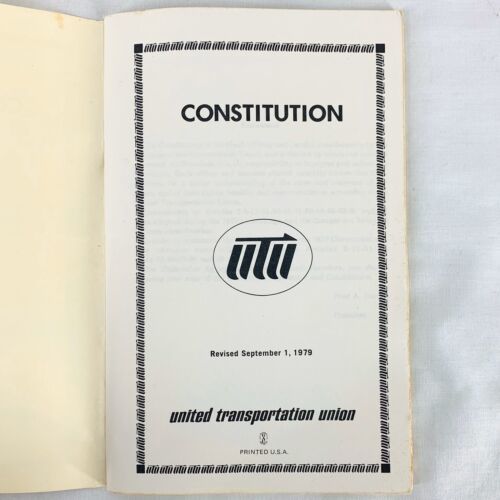 CONSTITUTION
utu
Revised September 1, 1979
united transportation union
PRINTED U.S.A.